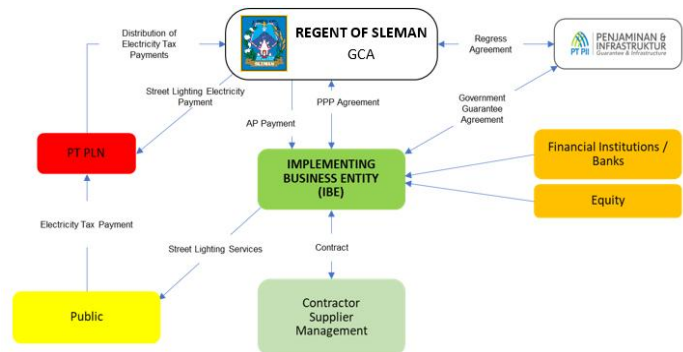 Distribution of
Electricity Tax
Payments
REGENT OF SLEMAN
GCA
SLEMAN
Regress
Agreement
PT PII
PENJAMINAN &
INFRASTRUKTUR
Guarantee & Infrastructure
Street Lighting Electricity
Payment
AP Payment
PPP Agreement
Government
Guarantee
Agreement
PT PLN
IMPLEMENTING
BUSINESS ENTITY
(IBE)
Financial Institutions /
Banks
Equity
Electricity Tax Payment
Street Lighting Services
Contract
Public
Contractor
Supplier
Management